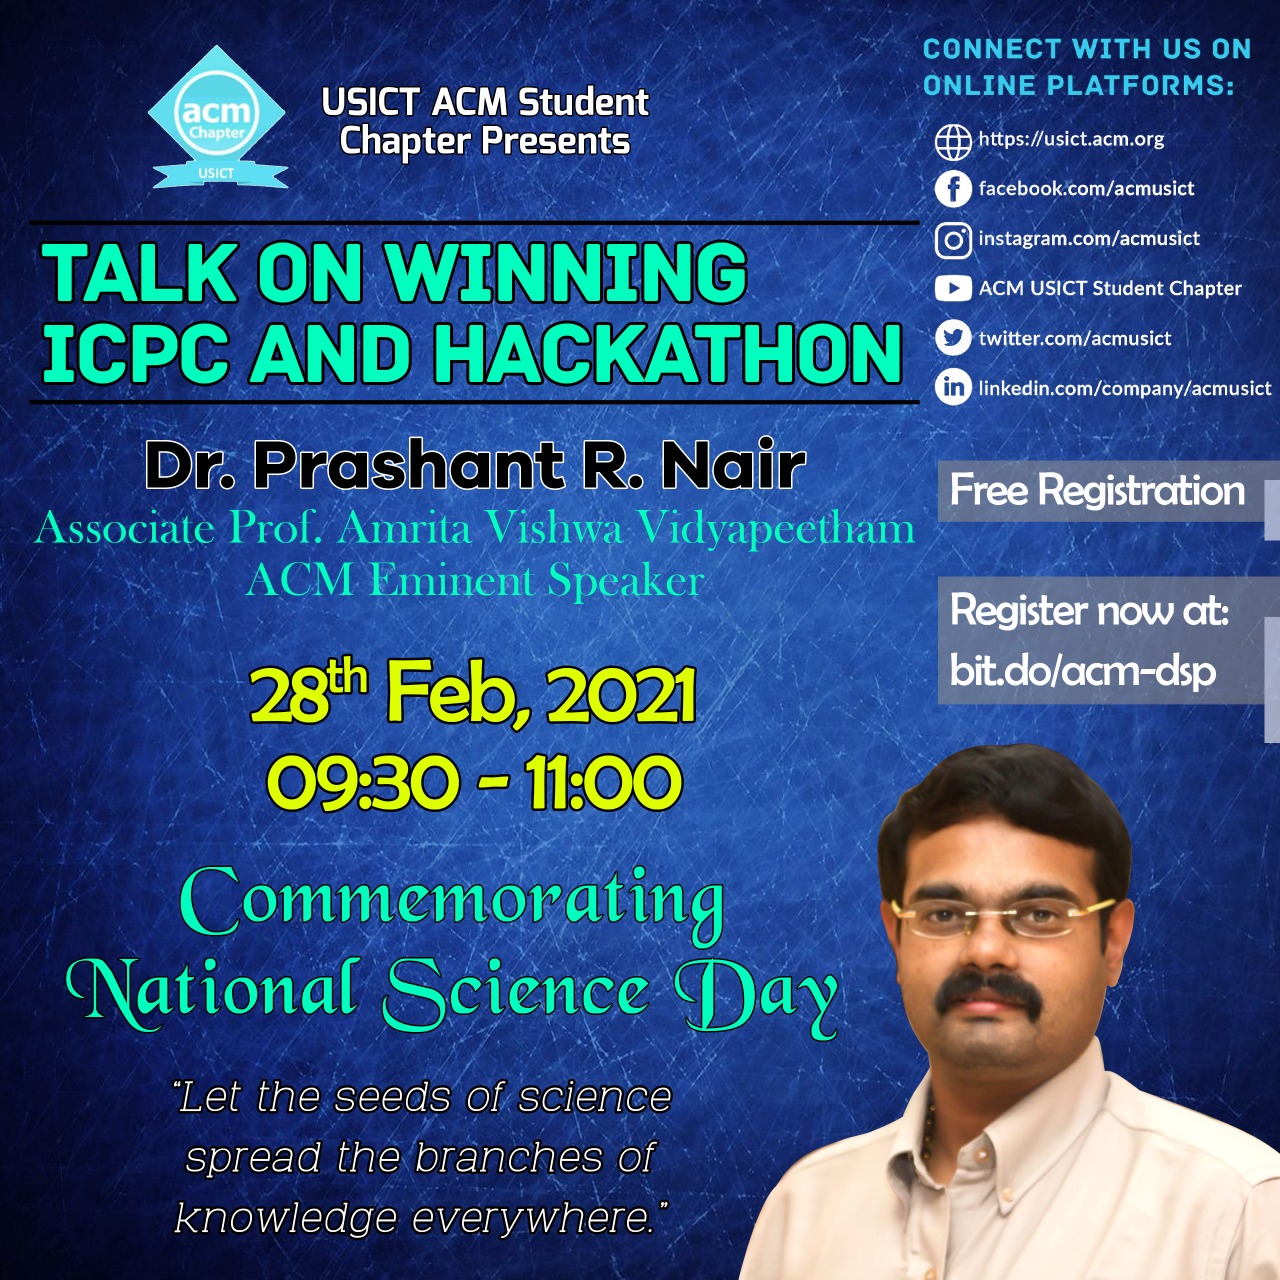 acm
Chapter
USICT
USICT ACM Student
Chapter Presents
CONNECT WITH US ON
ONLINE PLATFORMS:
https://usict.acm.org
facebook.com/acmusict
instagram.com/acmusict
ACM USICT Student Chapter
twitter.com/acmusict
linkedin.com/company/acmusict
TALK ON WINNING
ICPC AND HACKATHON
Dr. Prashant R. Nair
Associate Prof. Amrita Vishwa Vidyapeetham
ACM Eminent Speaker
Free Registration
Register now at:
bit.do/acm-dsp
28th Feb, 2021
09:30 - 11:00
Commemorating
National Science Day
"Let the seeds of science
spread the branches of
knowledge everywhere."